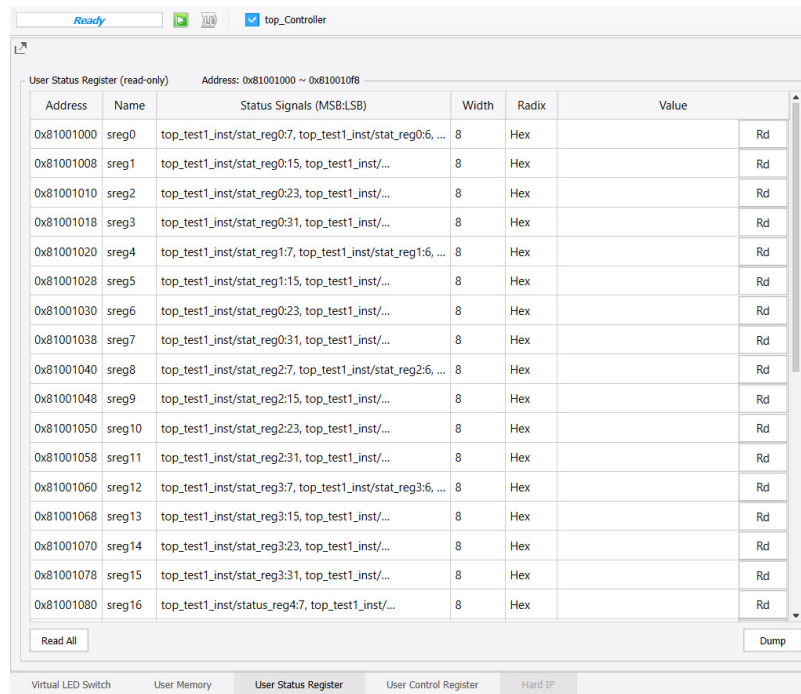 Ready top_Controller
User Status Register (read-only) Address: 0x81001000 ~ 0x810010f8
Address Name Status Signals (MSB:LSB) Width Radix Value
0x81001000 sreg0 top_test1_inst/stat_reg0:7, top_test1_inst/stat_reg0:6, ... 8 Hex Rd
0x81001008 sreg1 top_test1_inst/stat_reg0:15, top_test1_inst/... 8 Hex Rd
0x81001010 sreg2 top_test1_inst/stat_reg0:23, top_test1_inst/... 8 Hex Rd
0x81001018 sreg3 top_test1_inst/stat_reg0:31, top_test1_inst/... 8 Hex Rd
0x81001020 sreg4 top_test1_inst/stat_reg1:7, top_test1_inst/stat_reg1:6, ... 8 Hex Rd
0x81001028 sreg5 top_test1_inst/stat_reg1:15, top_test1_inst/... 8 Hex Rd
0x81001030 sreg6 top_test1_inst/stat_reg0:23, top_test1_inst/... 8 Hex Rd
0x81001038 sreg7 top_test1_inst/stat_reg0:31, top_test1_inst/... 8 Hex Rd
0x81001040 sreg8 top_test1_inst/stat_reg2:7, top_test1_inst/stat_reg2:6, ... 8 Hex Rd
0x81001048 sreg9 top_test1_inst/stat_reg2:15, top_test1_inst/... 8 Hex Rd
0x81001050 sreg10 top_test1_inst/stat_reg2:23, top_test1_inst/... 8 Hex Rd
0x81001058 sreg11 top_test1_inst/stat_reg2:31, top_test1_inst/... 8 Hex Rd
0x81001060 sreg12 top_test1_inst/stat_reg3:7, top_test1_inst/stat_reg3:6, ... 8 Hex Rd
0x81001068 sreg13 top_test1_inst/stat_reg3:15, top_test1_inst/... 8 Hex Rd
0x81001070 sreg14 top_test1_inst/stat_reg3:23, top_test1_inst/... 8 Hex Rd
0x81001078 sreg15 top_test1_inst/stat_reg3:31, top_test1_inst/... 8 Hex Rd
0x81001080 sreg16 top_test1_inst/status_reg4:7, top_test1_inst/... 8 Hex Rd
Read All Dump
Virtual LED Switch User Memory User Status Register User Control Register Hard IP